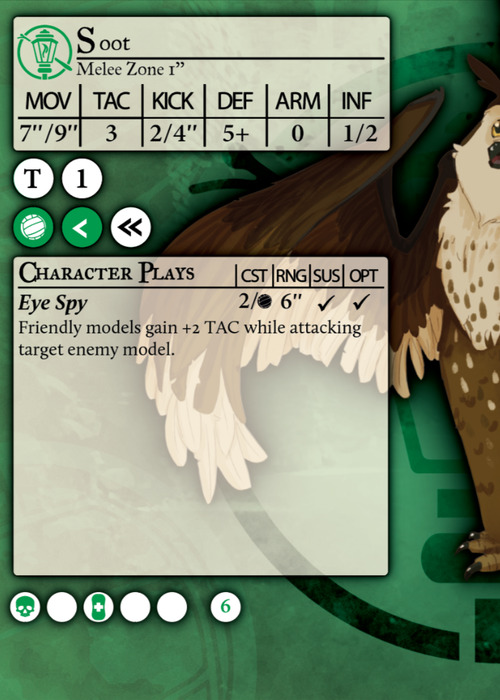 Soot
Melee Zone 1"
MOV TAC KICK DEF ARM INF
7"/9" 3 2/4" 5+ 0 1/2
T 1
< <<
Character Plays CST RNG SUS OPT
Eye Spy 2/ 6" ✓ ✓
Friendly models gain +2 TAC while attacking
target enemy model.
6